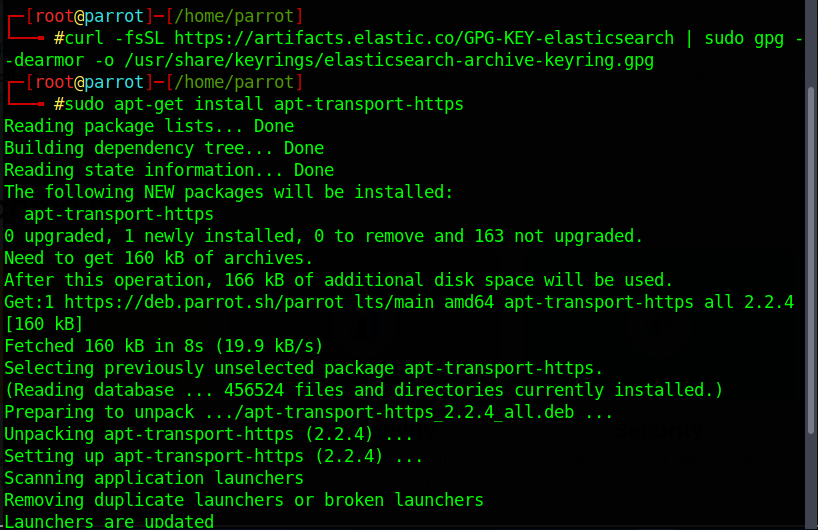 [root@parrot]─[/home/parrot]
#curl -fsSL https://artifacts.elastic.co/GPG-KEY-elasticsearch | sudo gpg -
-dearmor -o /usr/share/keyrings/elasticsearch-archive-keyring.gpg
[root@parrot]─[/home/parrot]
#sudo apt-get install apt-transport-https
Reading package lists... Done
Building dependency tree... Done
Reading state information... Done
The following NEW packages will be installed:
apt-transport-https
0 upgraded, 1 newly installed, 0 to remove and 163 not upgraded.
Need to get 160 kB of archives.
After this operation, 166 kB of additional disk space will be used.
Get:1 https://deb.parrot.sh/parrot lts/main amd64 apt-transport-https all 2.2.4
[160 kB]
Fetched 160 kB in 8s (19.9 kB/s)
Selecting previously unselected package apt-transport-https.
(Reading database ... 456524 files and directories currently installed.)
Preparing to unpack .../apt-transport-https_2.2.4_all.deb ...
Unpacking apt-transport-https (2.2.4) ...
Setting up apt-transport-https (2.2.4) ...
Scanning application launchers
Removing duplicate launchers or broken launchers
Launchers are updated